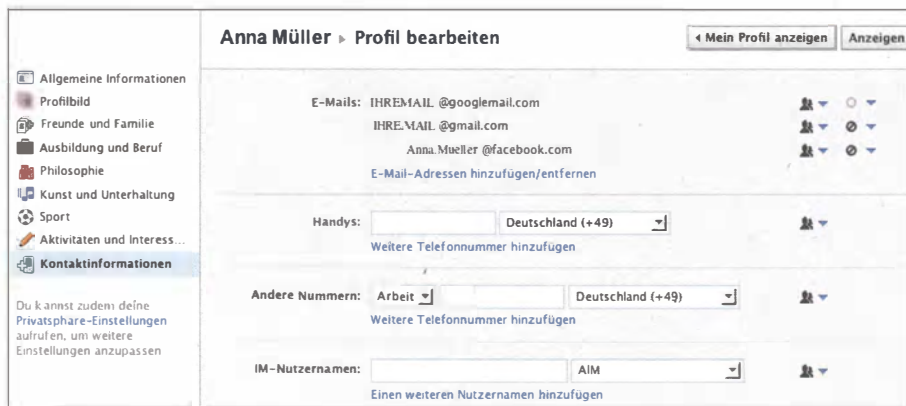 Anna Müller ▸ Profil bearbeiten
◂ Mein Profil anzeigen
Anzeigen
Allgemeine Informationen
Profilbild
Freunde und Familie
Ausbildung und Beruf
Philosophie
Kunst und Unterhaltung
Sport
Aktivitaten und Interess...
Kontaktinformationen
Du kannst zudem deine
Privatsphare-Einstellungen
aufrufen, um weitere
Einstellungen anzupassen
E-Mails: IHREMAIL @googlemail.com
IHRE.MAIL @gmail.com
Anna.Mueller @facebook.com
E-Mail-Adressen hinzufügen/entfernen
Handys: Deutschland (+49)
Weitere Telefonnummer hinzufügen
Andere Nummern: Arbeit Deutschland (+49)
Weitere Telefonnummer hinzufügen
IM-Nutzernamen: AIM
Einen weiteren Nutzernamen hinzufügen